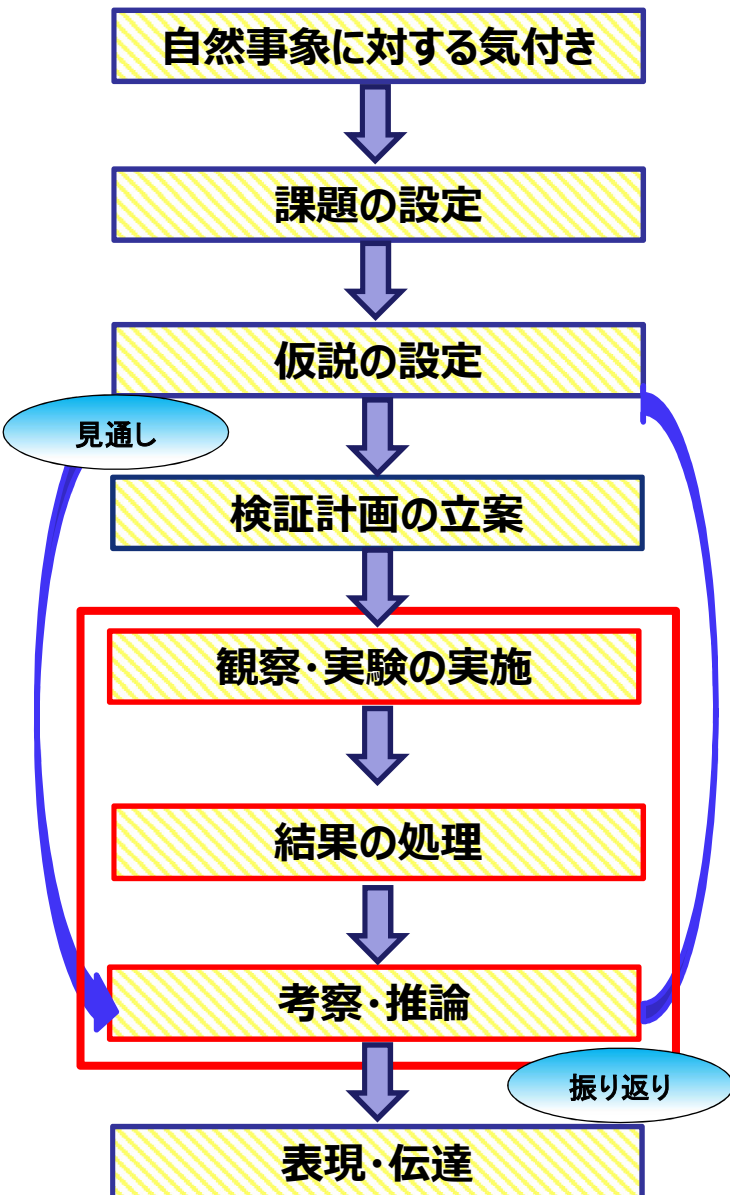 自然事象に対する気付き
課題の設定
仮説の設定
見通し
検証計画の立案
観察・実験の実施
結果の処理
考察・推論
振り返り
表現・伝達